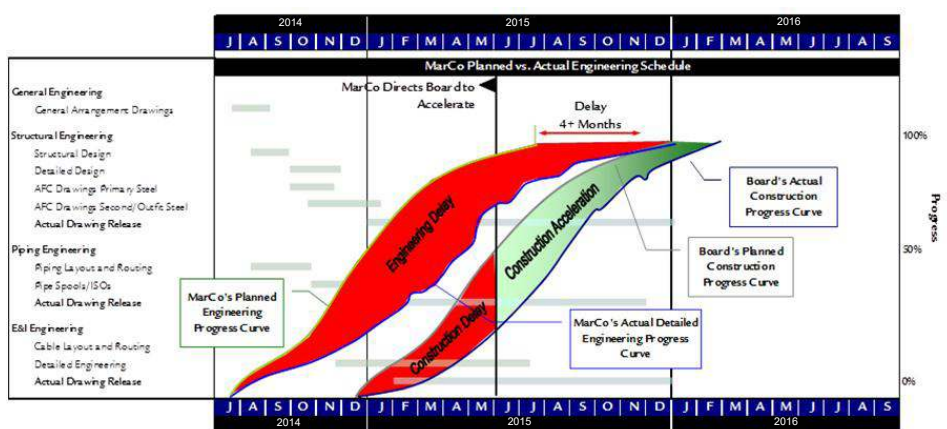 2014 2015 2016
J A S O N D J F M A M J J A S O N D J F M A M J J A S
MarCo Planned vs. Actual Engineering Schedule
MarCo Directs Board to
Accelerate
Delay
4+ Months
General Engineering
General Arrangement Drawings
Structural Engineering
Structural Design
Detailed Design
AFC Drawings Primary Steel
AFC Drawings Second/Outfit Steel
Actual Drawing Release
Piping Engineering
Piping Layout and Routing
Pipe Spools/ISOs
Actual Drawing Release
E&I Engineering
Cable Layout and Routing
Detailed Engineering
Actual Drawing Release
MarCo's Planned
Engineering
Progress Curve
Engineering Delay
Construction Delay
Construction Acceleration
MarCo's Actual Detailed
Engineering Progress
Curve
Board's Actual
Construction
Progress Curve
Board's Planned
Construction
Progress Curve
100%
50%
0%
Progress
J A S O N D J F M A M J J A S O N D J F M A M J J A S
2014 2015 2016